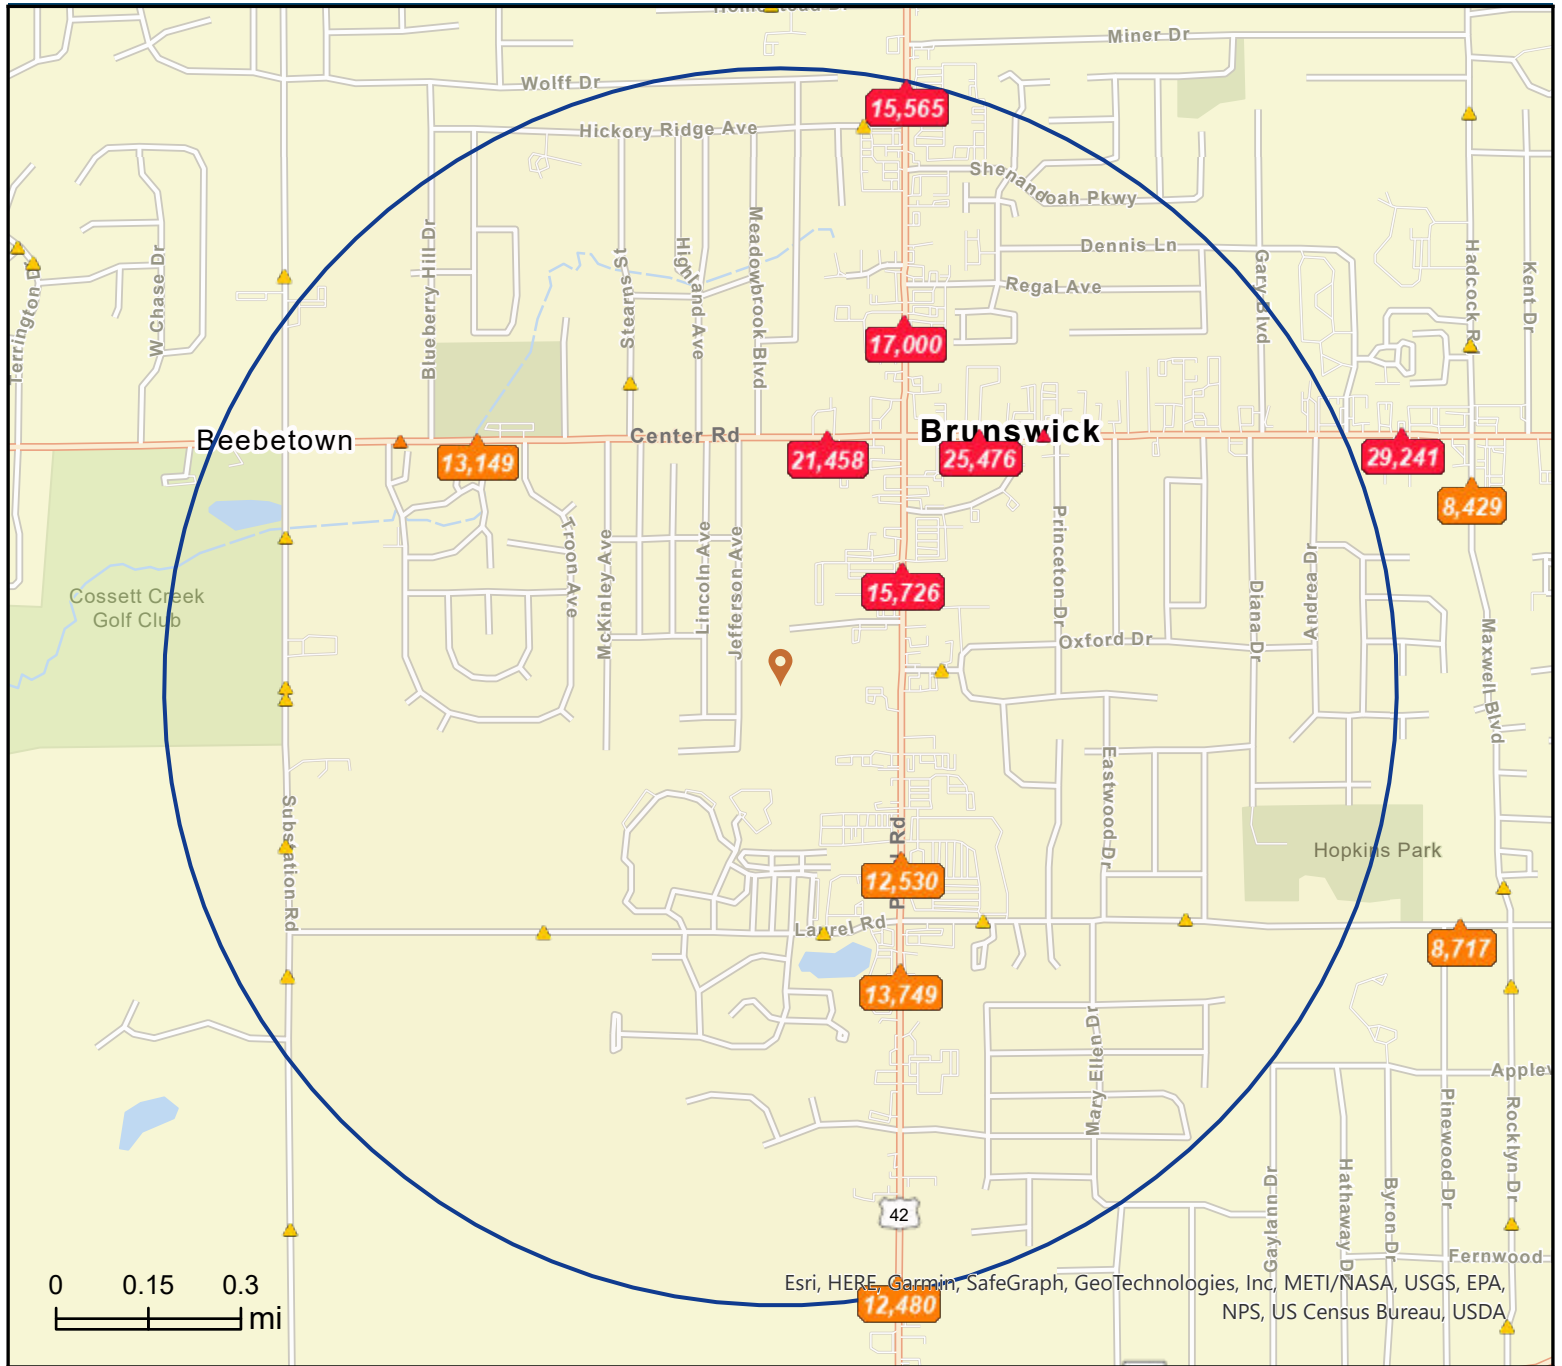 Miner Dr
Wolff Dr
15,565
Hickory Ridge Ave
Shenandoah Pkwy
Dennis Ln
Regal Ave
Terrington D
W Chase Dr
Blueberry Hill Dr
Stearns St
Highland Ave
Meadowbrook Blvd
Gary Blvd
Hadcock R
Kent Dr
17,000
Beebetown
Center Rd
Brunswick
13,149
21,458
25,476
29,241
8,429
15,726
Cossett Creek
Golf Club
Troon Ave
McKinley Ave
Lincoln Ave
Jefferson Ave
Princeton Dr
Oxford Dr
Diana Dr
Andrea Dr
Maxwell Blvd
Eastwood Dr
Substation Rd
Rd
Hopkins Park
12,530
Laurel Rd
8,717
13,749
Mary Ellen Dr
Applew
Pinewood Dr
Rocklyn Dr
Gaylann Dr
Hathaway D
Byron Dr
42
Fernwood
0 0.15 0.3
mi
12,480
Esri, HERE, Garmin, SafeGraph, GeoTechnologies, Inc, METI/NASA, USGS, EPA,
NPS, US Census Bureau, USDA